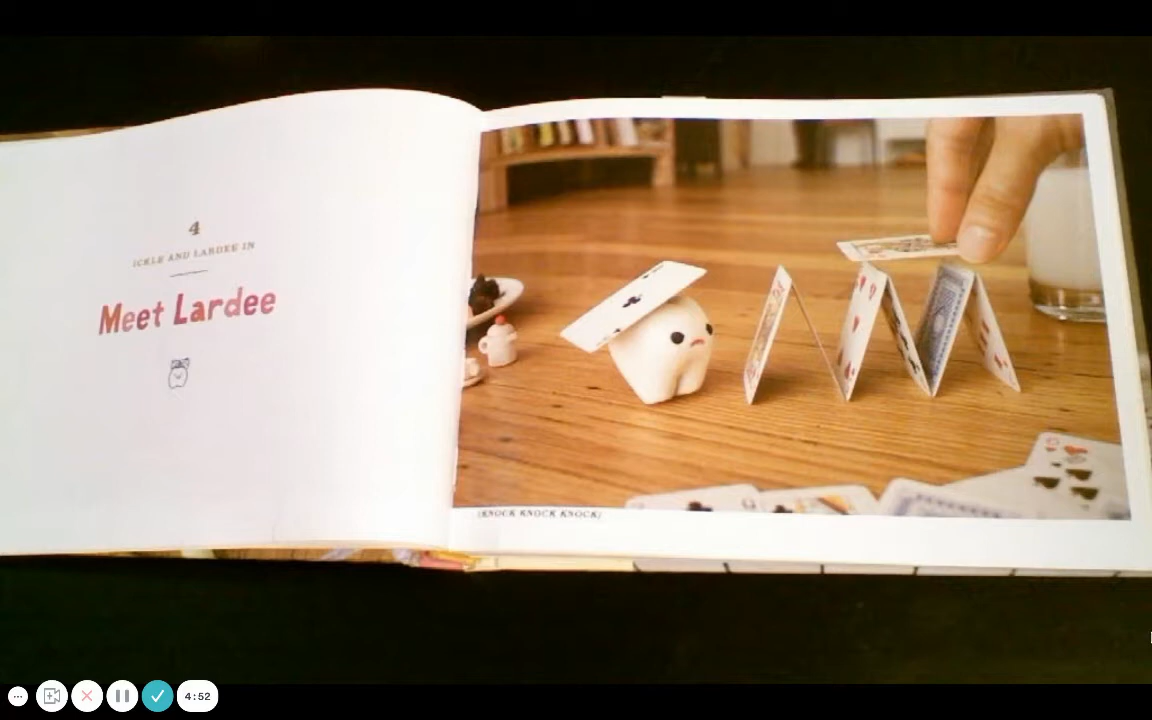 4
ICKLE AND LARDEE IN
Meet Lardee
(KNOCK KNOCK KNOCK)
4:52